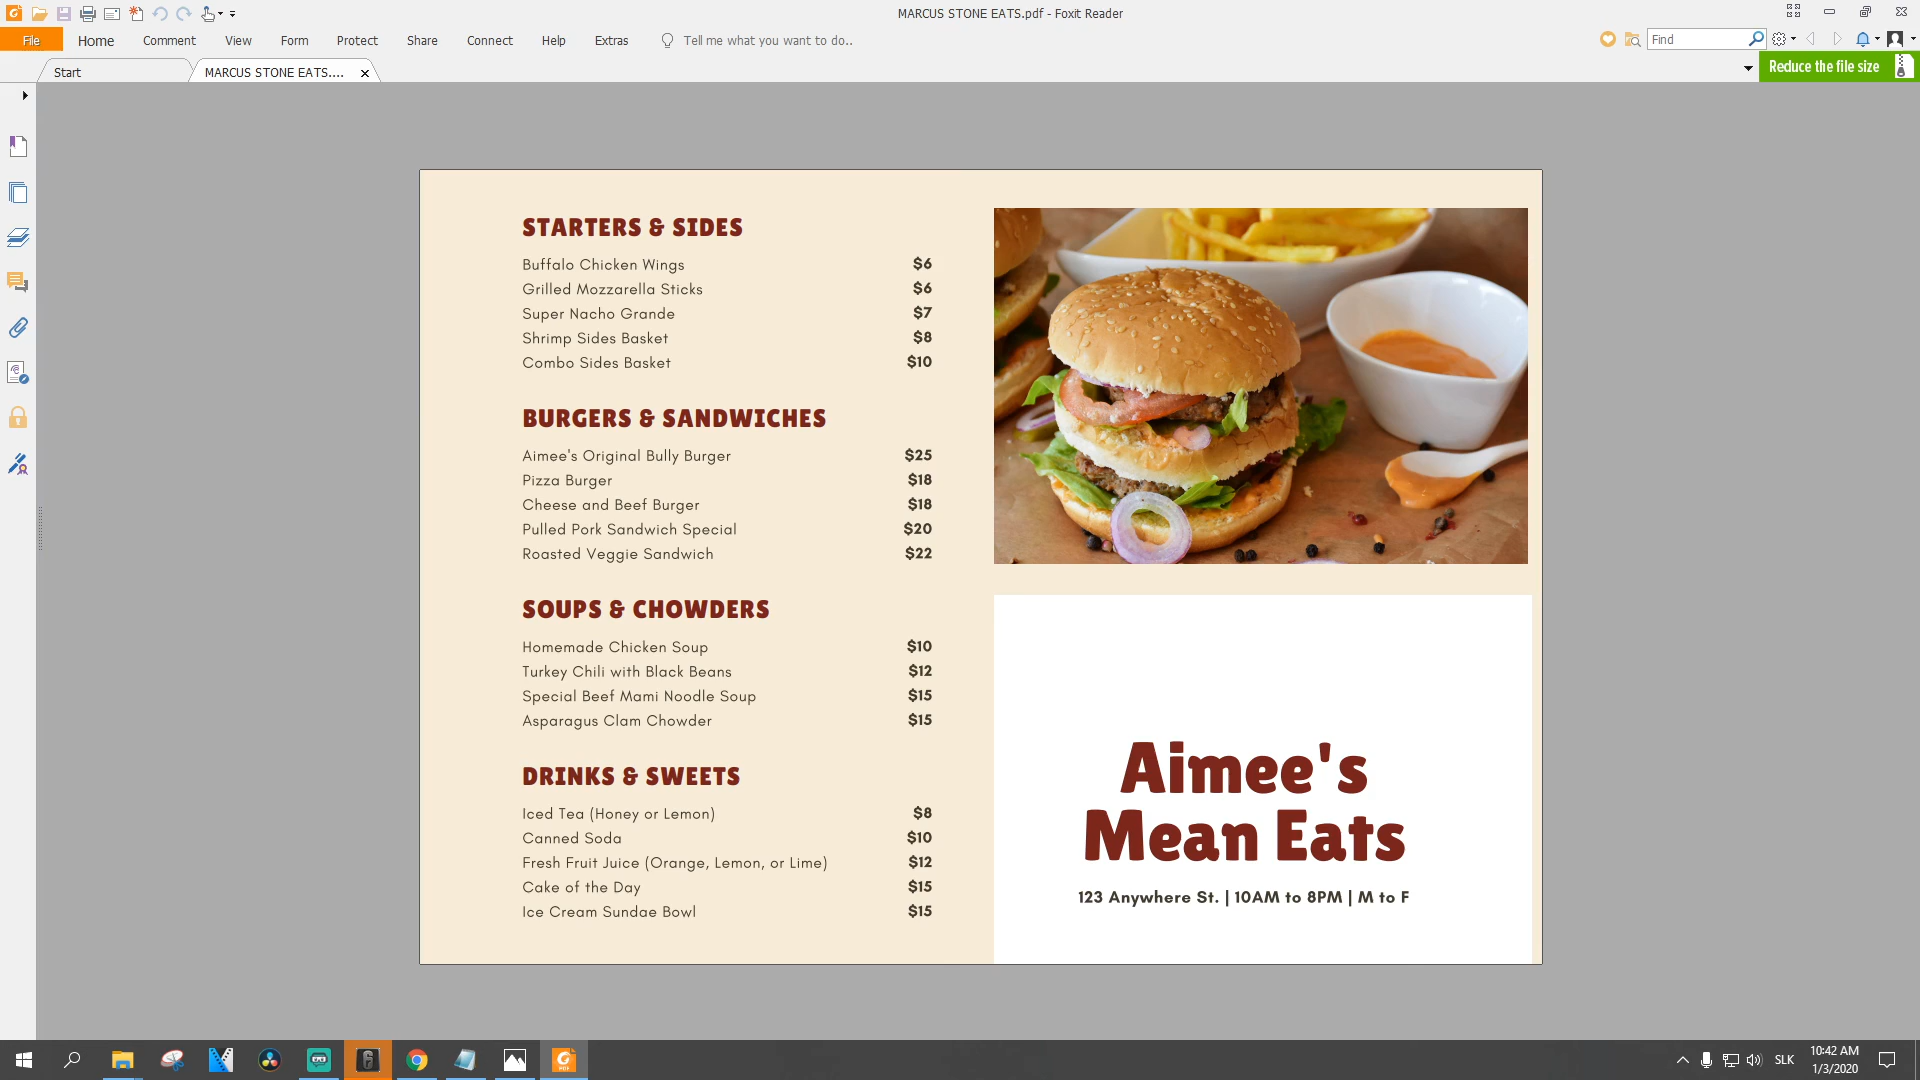 MARCUS STONE EATS.pdf - Foxit Reader
File Home Comment View Form Protect Share Connect Help Extras Tell me what you want to do.. Find
Start MARCUS STONE EATS.... Reduce the file size
STARTERS & SIDES
Buffalo Chicken Wings $6
Grilled Mozzarella Sticks $6
Super Nacho Grande $7
Shrimp Sides Basket $8
Combo Sides Basket $10
BURGERS & SANDWICHES
Aimee's Original Bully Burger $25
Pizza Burger $18
Cheese and Beef Burger $18
Pulled Pork Sandwich Special $20
Roasted Veggie Sandwich $22
SOUPS & CHOWDERS
Homemade Chicken Soup $10
Turkey Chili with Black Beans $12
Special Beef Mami Noodle Soup $15
Asparagus Clam Chowder $15
DRINKS & SWEETS
Iced Tea (Honey or Lemon) $8
Canned Soda $10
Fresh Fruit Juice (Orange, Lemon, or Lime) $12
Cake of the Day $15
Ice Cream Sundae Bowl $15
Aimee's
Mean Eats
123 Anywhere St. | 10AM to 8PM | M to F
SLK
10:42 AM
1/3/2020